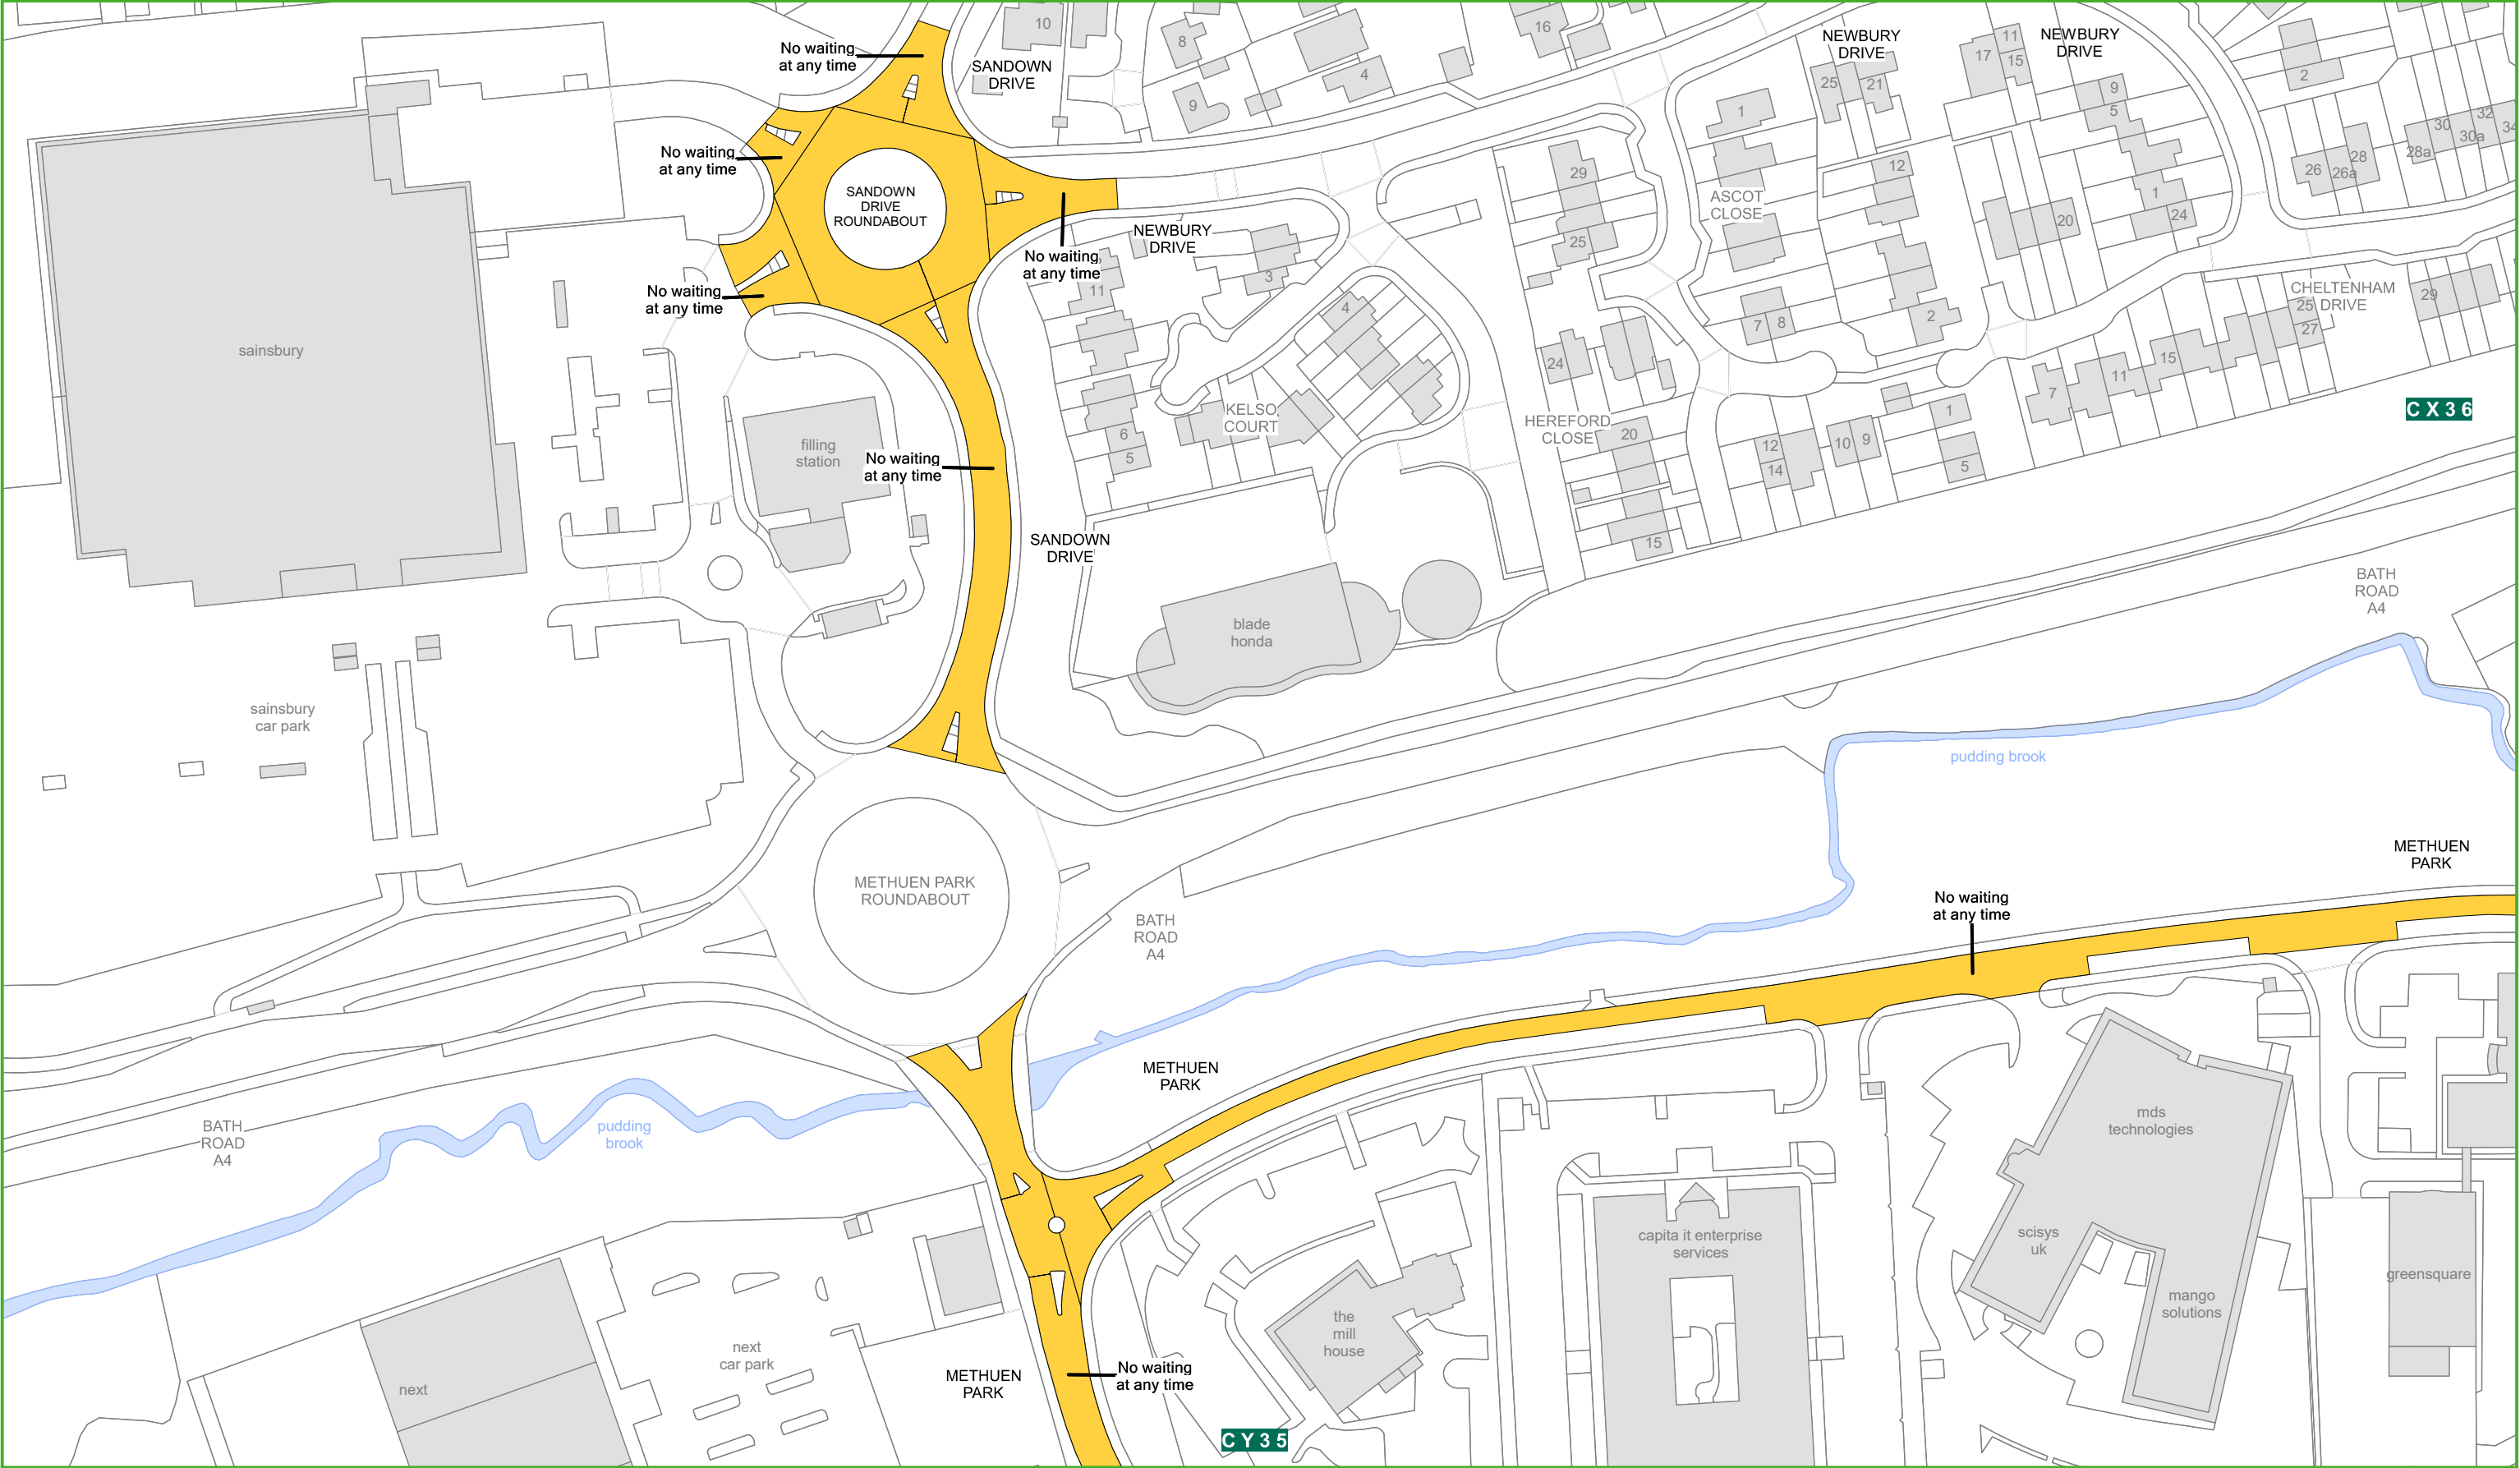 10
8
16
4
9
SANDOWN
DRIVE
No waiting
at any time
NEWBURY
DRIVE
25
21
17
11
15
NEWBURY
DRIVE
9
5
2
1
30
32
30a
34
28a
28
26
26a
No waiting
at any time
SANDOWN
DRIVE
ROUNDABOUT
29
25
ASCOT
CLOSE
12
20
1
24
No waiting
at any time
NEWBURY
DRIVE
3
11
No waiting
at any time
4
7
8
2
CHELTENHAM
DRIVE
25
27
29
sainsbury
24
15
11
7
6
5
KELSO
COURT
HEREFORD
CLOSE
20
12
14
10
9
1
5
C X 3 6
filling
station
No waiting
at any time
15
SANDOWN
DRIVE
blade
honda
BATH
ROAD
A4
sainsbury
car park
pudding brook
METHUEN PARK
ROUNDABOUT
BATH
ROAD
A4
No waiting
at any time
METHUEN
PARK
METHUEN
PARK
BATH
ROAD
A4
pudding
brook
mds
technologies
scisys
uk
mango
solutions
greensquare
capita it enterprise
services
the
mill
house
next
car park
next
METHUEN
PARK
No waiting
at any time
C Y 3 5